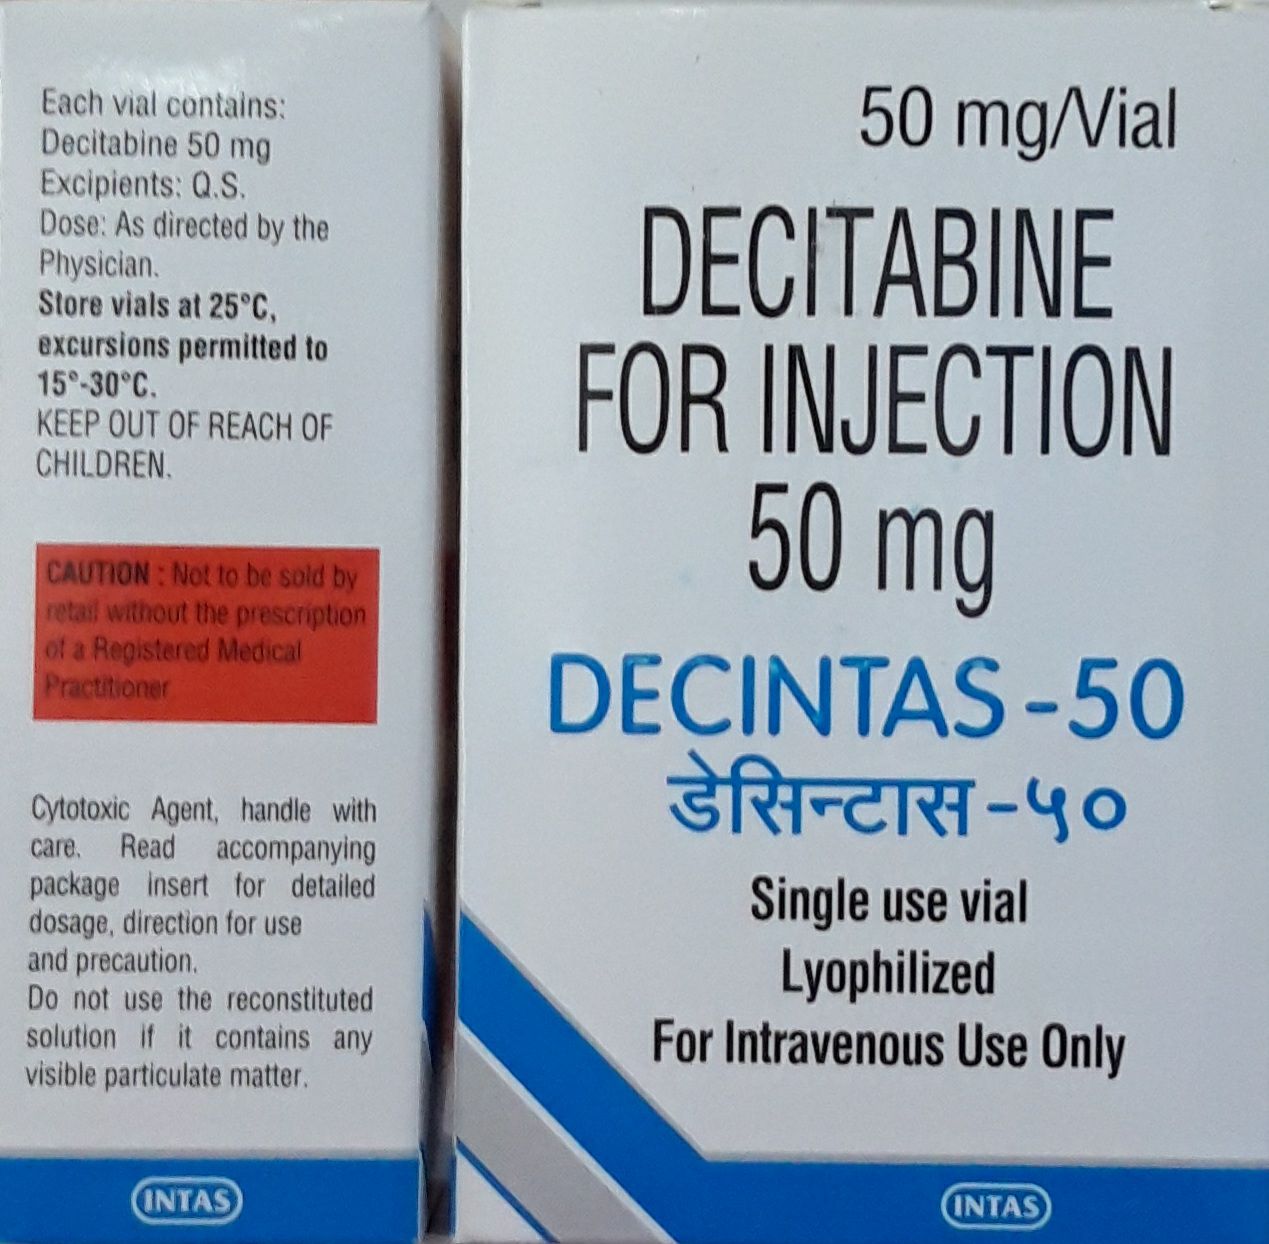 Each vial contains:
Decitabine 50 mg
Excipients: Q.S.
Dose: As directed by the
Physician.
Store vials at 25°C,
excursions permitted to
15°-30°C.
KEEP OUT OF REACH OF
CHILDREN.
CAUTION : Not to be sold by
retail without the prescription
of a Registered Medical
Practitioner
Cytotoxic Agent, handle with
care. Read accompanying
package insert for detailed
dosage, direction for use
and precaution.
Do not use the reconstituted
solution if it contains any
visible particulate matter.
INTAS
50 mg/Vial
DECITABINE
FOR INJECTION
50 mg
DECINTAS -50
डेसिन्टास -५०
Single use vial
Lyophilized
For Intravenous Use Only
INTAS